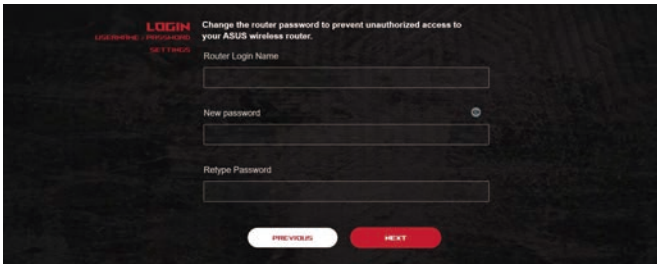 LOGIN
USERNAME / PASSWORD
SETTINGS
Change the router password to prevent unauthorized access to
your ASUS wireless router.
Router Login Name
New password
Retype Password
PREVIOUS
NEXT